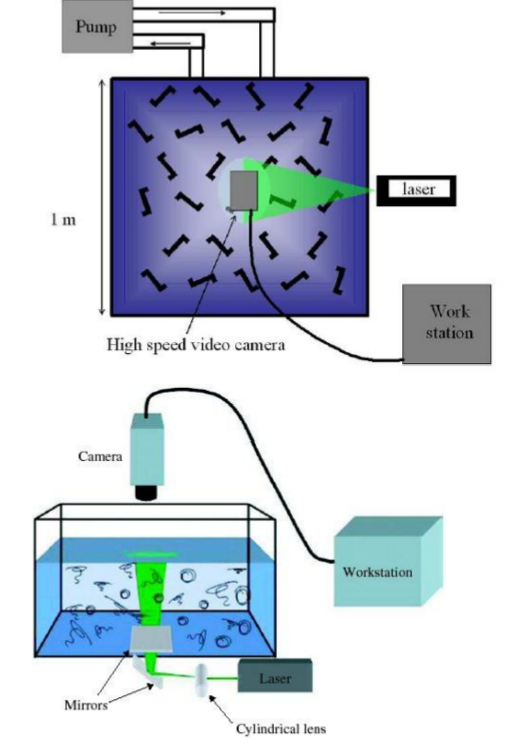 Pump
laser
1 m
Work
station
High speed video camera
Camera
Workstation
Laser
Mirrors
Cylindrical lens